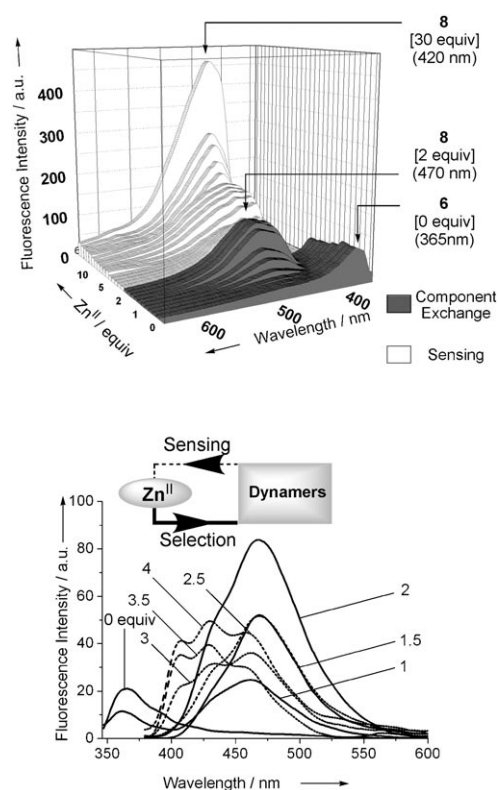 8
[30 equiv]
(420 nm)
8
[2 equiv]
(470 nm)
6
[0 equiv]
(365nm)
Fluorescence Intensity / a.u.
400
300
200
100
0
10
5
2
1
0
Zn^II / equiv
600
500
400
Wavelength / nm
Component
Exchange
Sensing
Sensing
Zn^II
Dynamers
Selection
Fluorescence Intensity / a.u.
100
80
60
40
20
0
0 equiv
3
3.5
4
2.5
2
1.5
1
350
400
450
500
550
600
Wavelength / nm